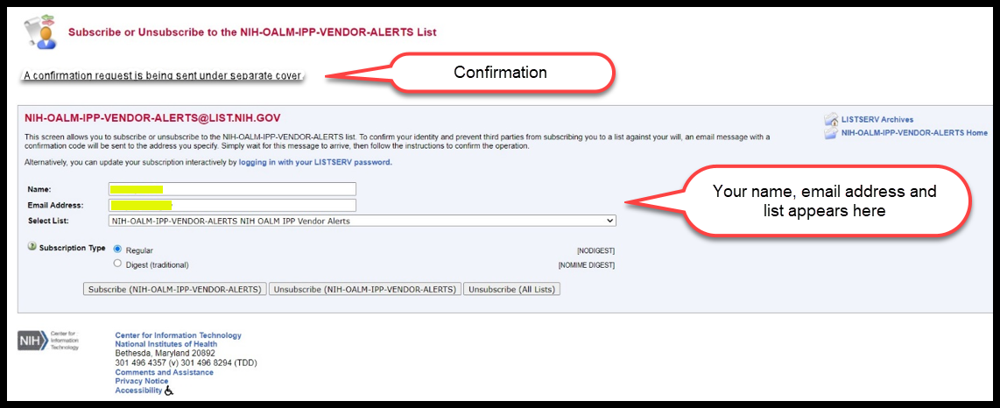 Subscribe or Unsubscribe to the NIH-OALM-IPP-VENDOR-ALERTS List
A confirmation request is being sent under separate cover
Confirmation
NIH-OALM-IPP-VENDOR-ALERTS@LIST.NIH.GOV
LISTSERV Archives
NIH-OALM-IPP-VENDOR-ALERTS Home
This screen allows you to subscribe or unsubscribe to the NIH-OALM-IPP-VENDOR-ALERTS list. To confirm your identity and prevent third parties from subscribing you to a list against your will, an email message with a
confirmation code will be sent to the address you specify. Simply wait for this message to arrive, then follow the instructions to confirm the operation.
Alternatively, you can update your subscription interactively by logging in with your LISTSERV password.
Name:
Email Address:
Select List: NIH-OALM-IPP-VENDOR-ALERTS NIH OALM IPP Vendor Alerts
Your name, email address and
list appears here
Subscription Type Regular [NODIGEST]
Digest (traditional) [NOMIME DIGEST]
Subscribe (NIH-OALM-IPP-VENDOR-ALERTS) Unsubscribe (NIH-OALM-IPP-VENDOR-ALERTS) Unsubscribe (All Lists)
NIH
Center for
Information
Technology
Center for Information Technology
National Institutes of Health
Bethesda, Maryland 20892
301 496 4357 (v) 301 496 8294 (TDD)
Comments and Assistance
Privacy Notice
Accessibility